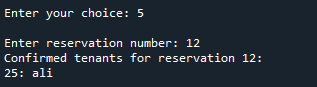 Enter your choice: 5
Enter reservation number: 12
Confirmed tenants for reservation 12:
25: ali